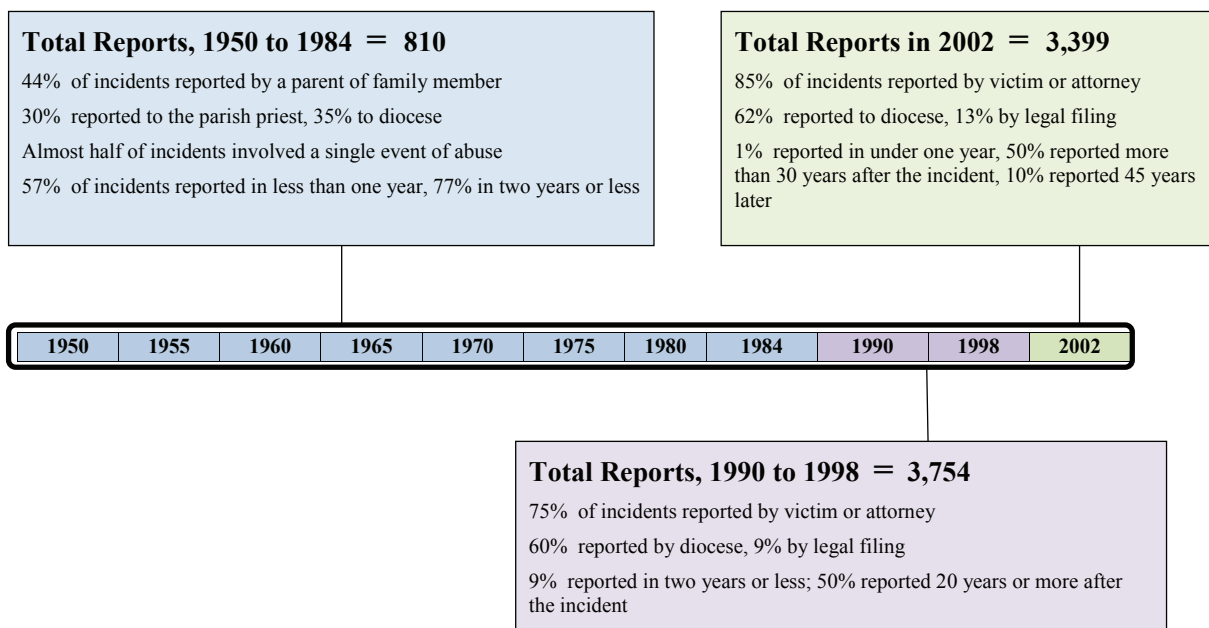 Total Reports, 1950 to 1984 = 810
44% of incidents reported by a parent of family member
30% reported to the parish priest, 35% to diocese
Almost half of incidents involved a single event of abuse
57% of incidents reported in less than one year, 77% in two years or less
Total Reports in 2002 = 3,399
85% of incidents reported by victim or attorney
62% reported to diocese, 13% by legal filing
1% reported in under one year, 50% reported more
than 30 years after the incident, 10% reported 45 years
later
1950 1955 1960 1965 1970 1975 1980 1984 1990 1998 2002
Total Reports, 1990 to 1998 = 3,754
75% of incidents reported by victim or attorney
60% reported by diocese, 9% by legal filing
9% reported in two years or less; 50% reported 20 years or more after
the incident